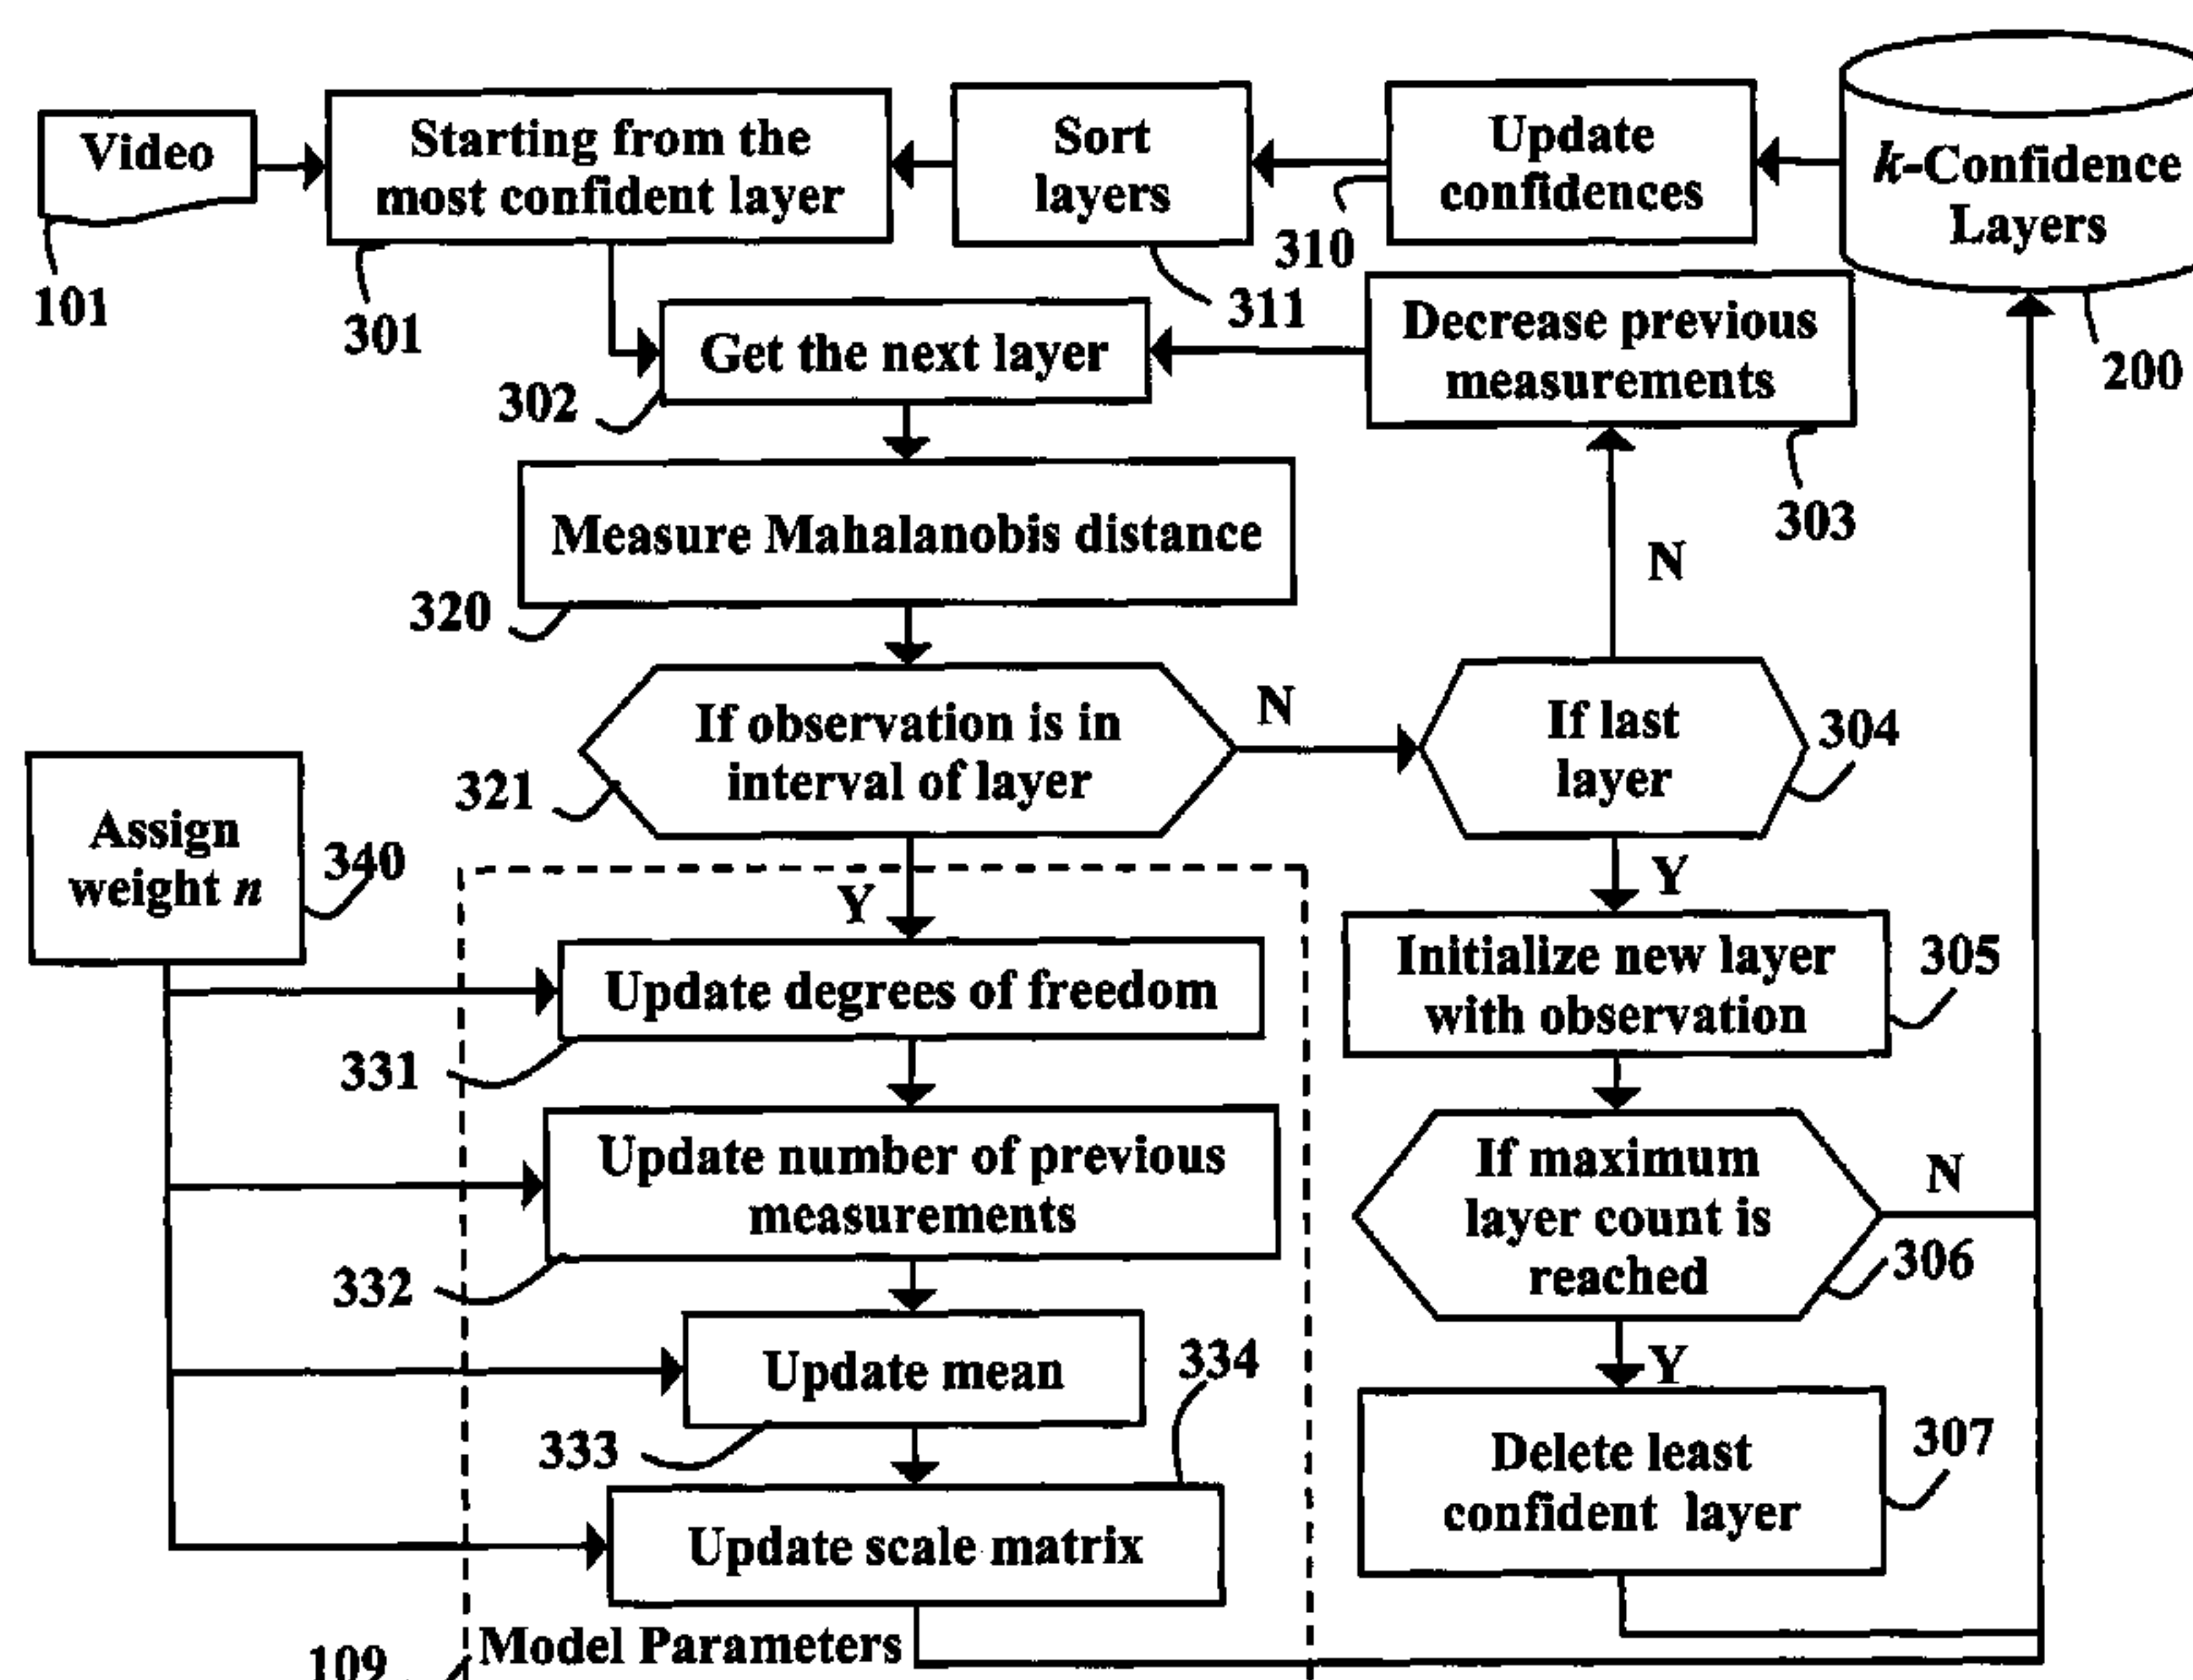 Video
101
Starting from the
most confident layer
301
Sort
layers
311
Update
confidences
310
k-Confidence
Layers
200
Get the next layer
302
Decrease previous
measurements
303
Measure Mahalanobis distance
320
N
If observation is in
interval of layer
321
N
If last
layer
304
Assign
weight n
340
Y
Y
Update degrees of freedom
331
Initialize new layer
with observation
305
Update number of previous
measurements
332
If maximum
layer count is
reached
306
N
Update mean
333
334
Y
Delete least
confident layer
307
Update scale matrix
Model Parameters
109